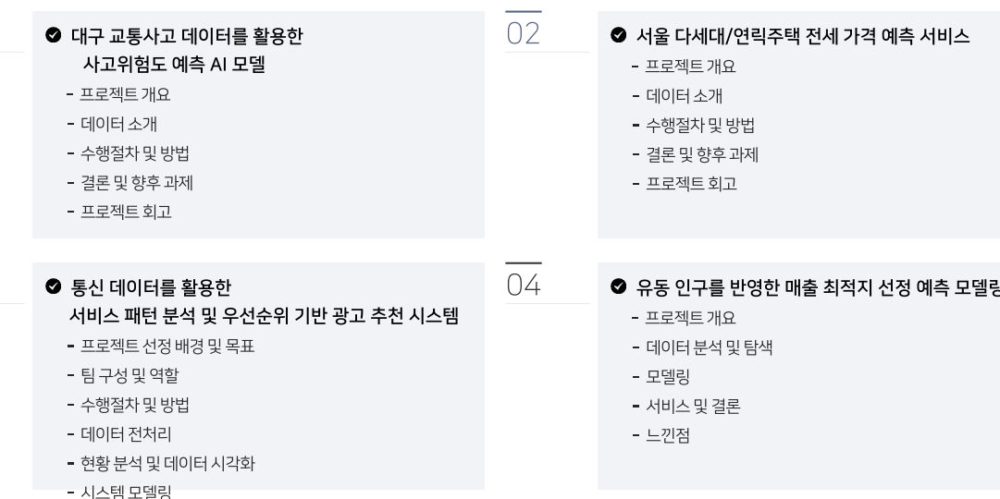 대구 교통사고 데이터를 활용한
사고위험도 예측 AI 모델
- 프로젝트 개요
- 데이터 소개
- 수행절차 및 방법
- 결론 및 향후 과제
- 프로젝트 회고
02
서울 다세대/연릭주택 전세 가격 예측 서비스
- 프로젝트 개요
- 데이터 소개
- 수행절차 및 방법
- 결론 및 향후 과제
- 프로젝트 회고
통신 데이터를 활용한
서비스 패턴 분석 및 우선순위 기반 광고 추천 시스템
- 프로젝트 선정 배경 및 목표
- 팀 구성 및 역할
- 수행절차 및 방법
- 데이터 전처리
- 현황 분석 및 데이터 시각화
- 시스템 모델링
04
유동 인구를 반영한 매출 최적지 선정 예측 모델링
- 프로젝트 개요
- 데이터 분석 및 탐색
- 모델링
- 서비스 및 결론
- 느낀점